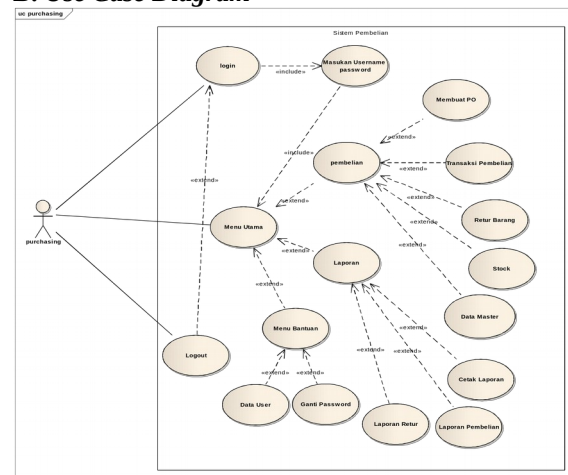 B. Use Case Diagram
uc purchasing
Sistem Pembelian
login
«include»
Masukan Username
password
Membuat PO
«extend»
«include»
pembelian
«extend»
Transaksi Pembelian
«extend»
«extend»
«extend»
Retur Barang
Menu Utama
«extend»
«extend»
Stock
purchasing
«extend»
Laporan
Data Master
«extend»
Menu Bantuan
«extend»
«extend»
«extend»
Logout
Cetak Laporan
«extend»
«extend»
Data User
Ganti Password
Laporan Retur
Laporan Pembelian